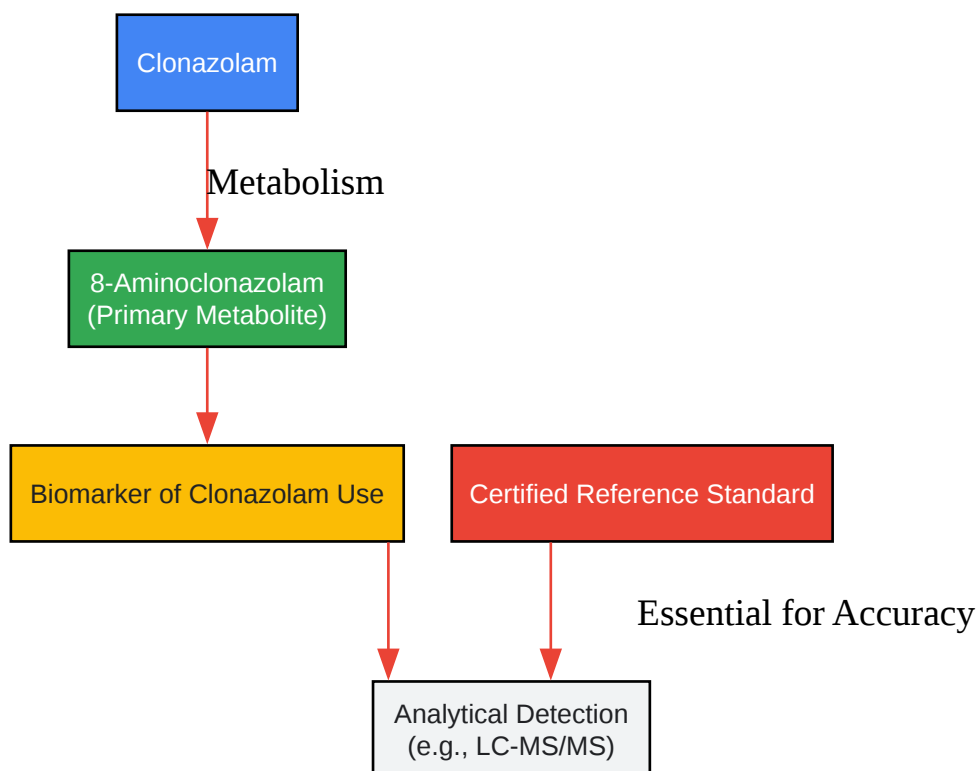 Clonazolam
Metabolism
8-Aminoclonazolam
(Primary Metabolite)
Biomarker of Clonazolam Use
Certified Reference Standard
Essential for Accuracy
Analytical Detection
(e.g., LC-MS/MS)